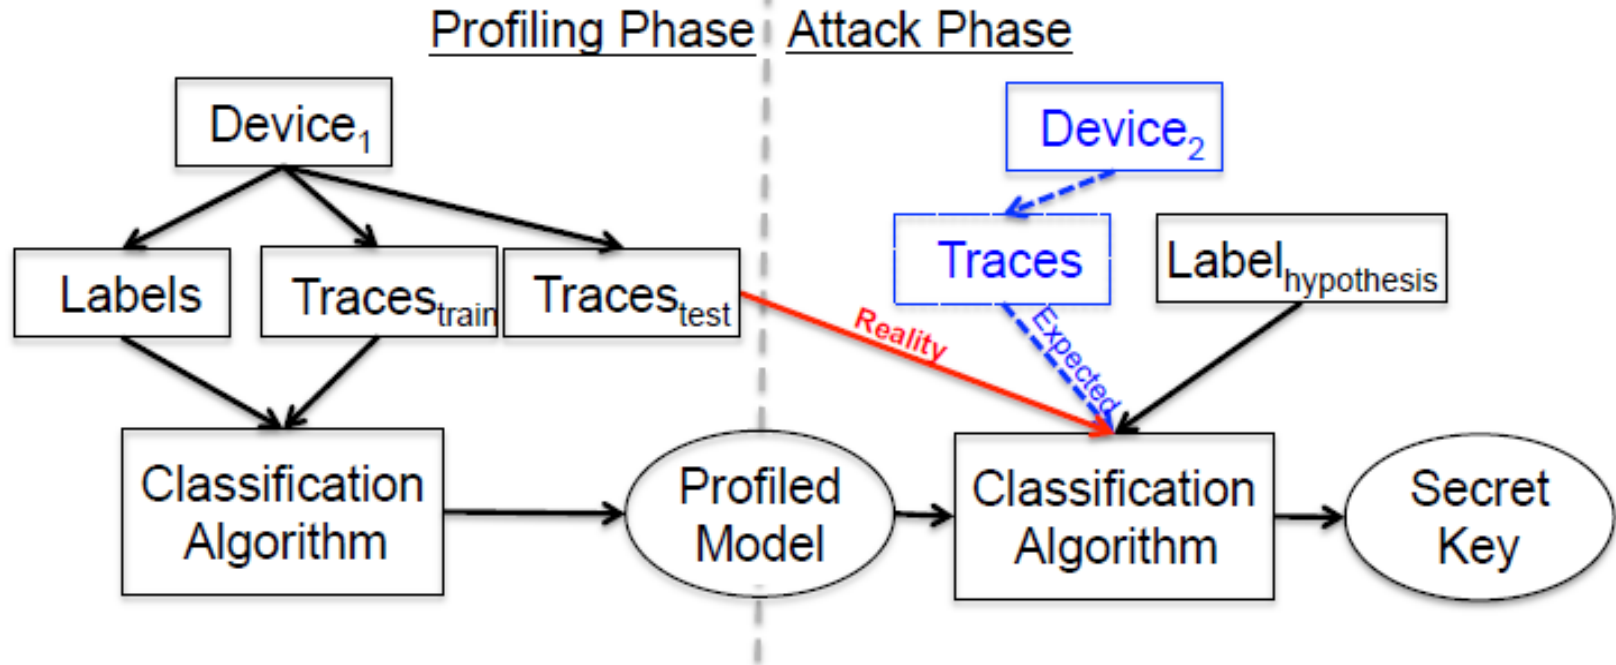 Profiling Phase
Attack Phase
Device1
Device2
Labels
Tracestrain
Tracestest
Traces
Labelhypothesis
Reality
Expected
Classification
Algorithm
Profiled
Model
Classification
Algorithm
Secret
Key